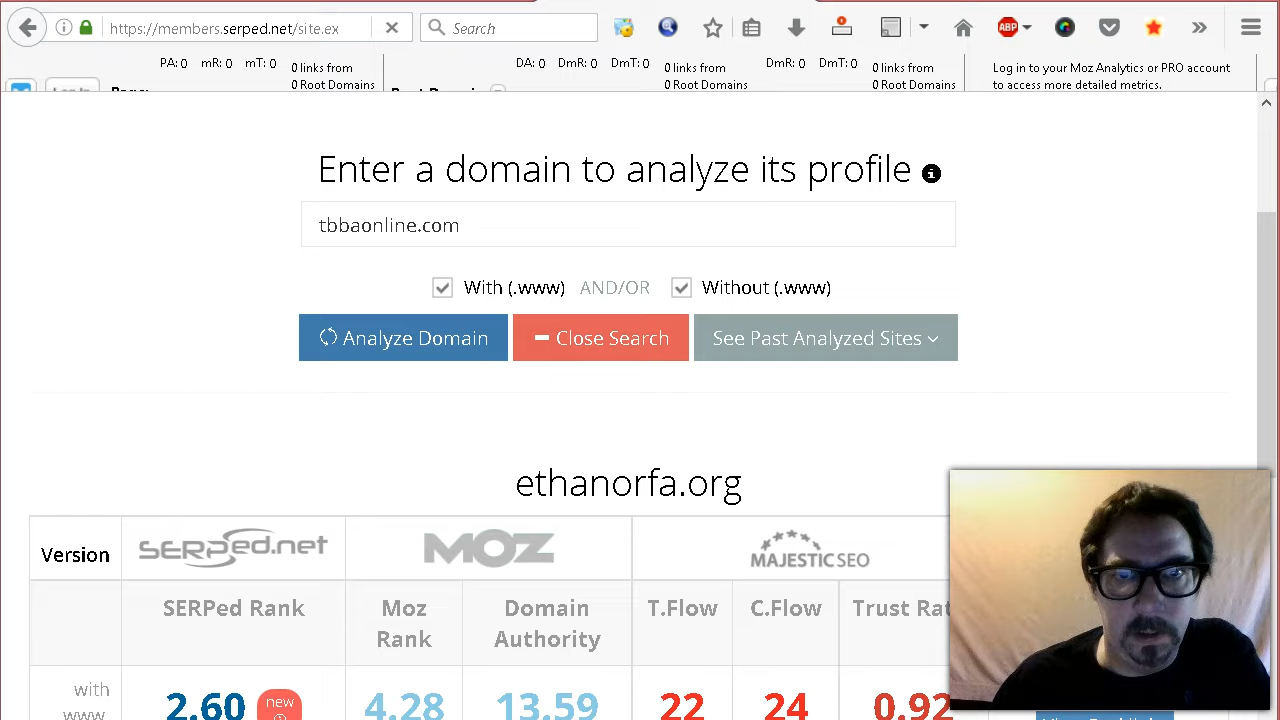 https://members.serped.net/site.ex
Search
ABP
PA: 0 mR: 0 mT: 0
0 links from
0 Root Domains
DA: 0 DmR: 0 DmT: 0
0 links from
0 Root Domains
DmR: 0 DmT: 0
0 links from
0 Root Domains
Log in to your Moz Analytics or PRO account
to access more detailed metrics.
Enter a domain to analyze its profile
tbbaonline.com
With (.www) AND/OR Without (.www)
Analyze Domain
Close Search
See Past Analyzed Sites
ethanorfa.org
Version
SERPed.net
MOZ
MAJESTIC SEO
SERPed Rank
Moz
Rank
Domain
Authority
T.Flow
C.Flow
Trust Rat
with
www
2.60
new
4.28
13.59
22
24
0.92